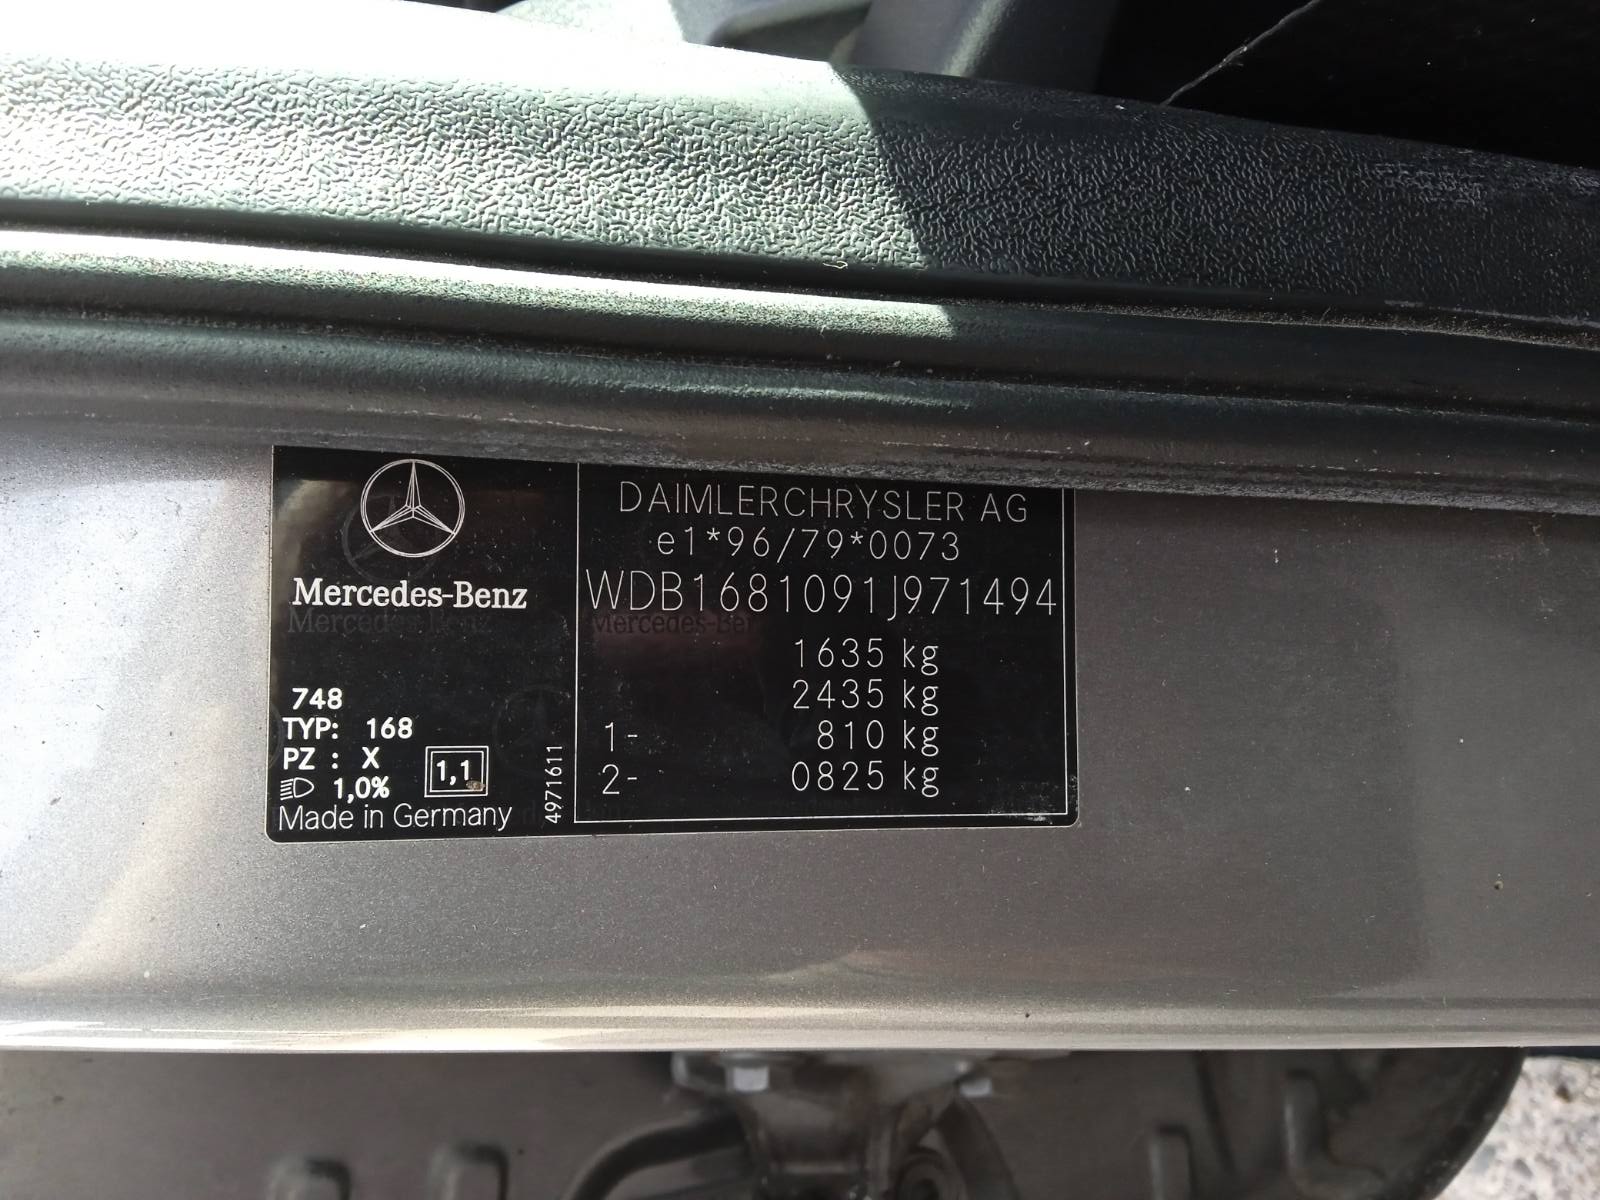 Mercedes-Benz
748
TYP: 168
PZ : X
1,0%
1,1
Made in Germany
4971611
DAIMLERCHRYSLER AG
e1*96/79*0073
WDB1681091J971494
1635 kg
2435 kg
1- 810 kg
2- 0825 kg